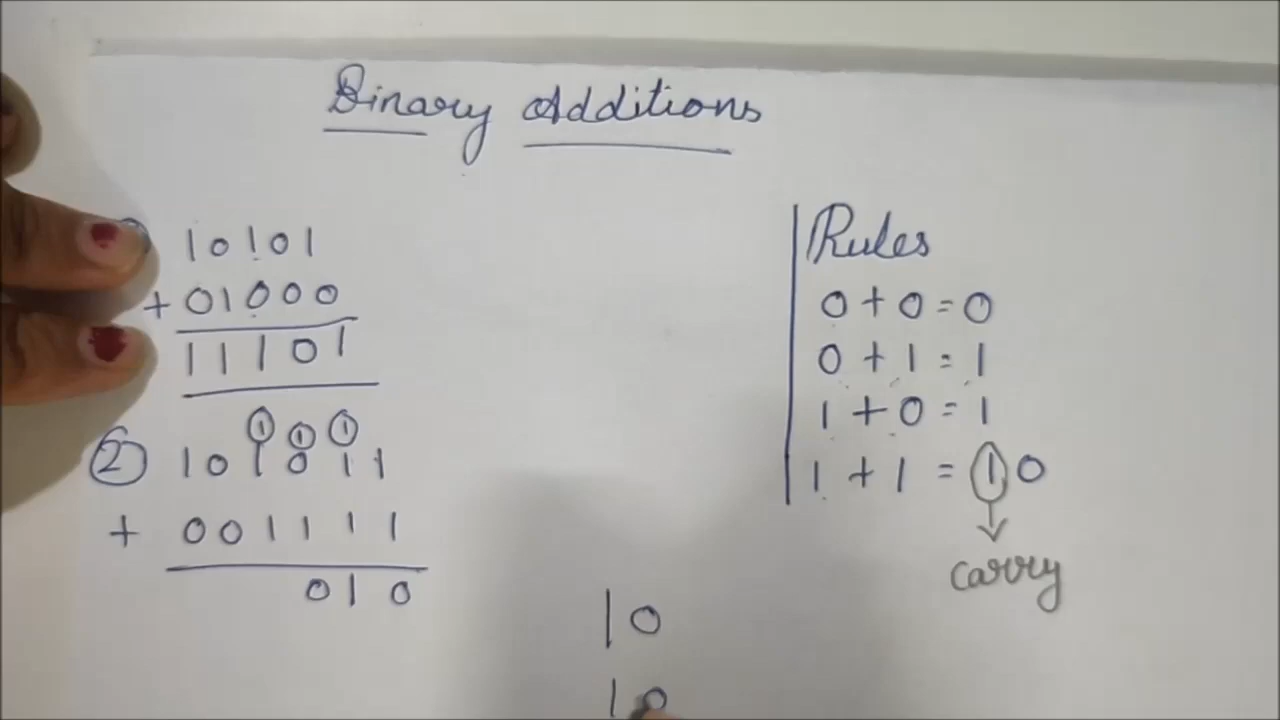 Binary Additions
10101
+ 01000
11101
1 1 1
② 101011
+ 001111
010
Rules
0 + 0 = 0
0 + 1 = 1
1 + 0 = 1
1 + 1 = 10
carry
10
10